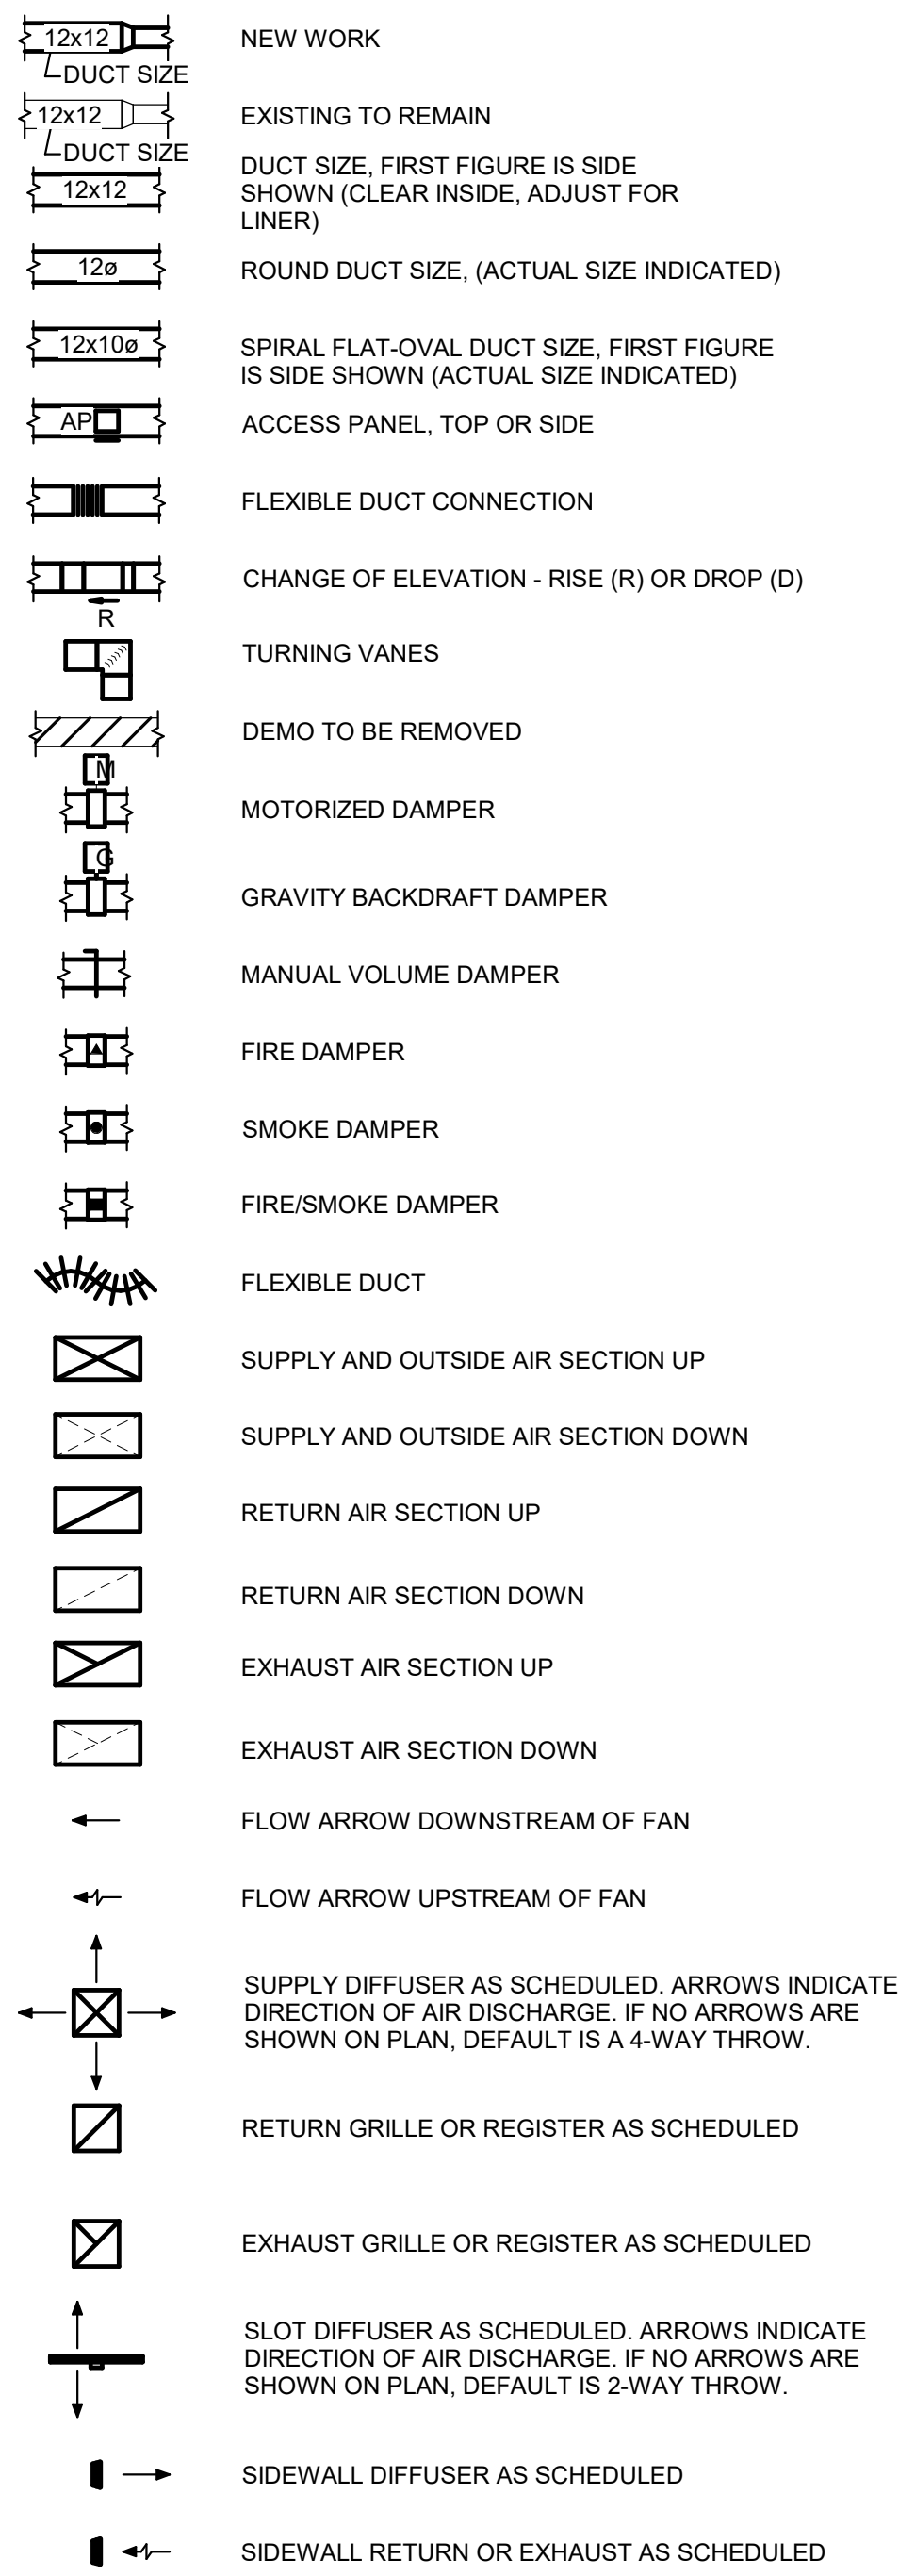 12x12
NEW WORK
DUCT SIZE
12x12
EXISTING TO REMAIN
DUCT SIZE
12x12
DUCT SIZE, FIRST FIGURE IS SIDE
SHOWN (CLEAR INSIDE, ADJUST FOR
LINER)
12ø
ROUND DUCT SIZE, (ACTUAL SIZE INDICATED)
12x10ø
SPIRAL FLAT-OVAL DUCT SIZE, FIRST FIGURE
IS SIDE SHOWN (ACTUAL SIZE INDICATED)
AP
ACCESS PANEL, TOP OR SIDE
FLEXIBLE DUCT CONNECTION
CHANGE OF ELEVATION - RISE (R) OR DROP (D)
R
TURNING VANES
DEMO TO BE REMOVED
M
MOTORIZED DAMPER
G
GRAVITY BACKDRAFT DAMPER
MANUAL VOLUME DAMPER
FIRE DAMPER
SMOKE DAMPER
FIRE/SMOKE DAMPER
FLEXIBLE DUCT
SUPPLY AND OUTSIDE AIR SECTION UP
SUPPLY AND OUTSIDE AIR SECTION DOWN
RETURN AIR SECTION UP
RETURN AIR SECTION DOWN
EXHAUST AIR SECTION UP
EXHAUST AIR SECTION DOWN
FLOW ARROW DOWNSTREAM OF FAN
FLOW ARROW UPSTREAM OF FAN
SUPPLY DIFFUSER AS SCHEDULED. ARROWS INDICATE
DIRECTION OF AIR DISCHARGE. IF NO ARROWS ARE
SHOWN ON PLAN, DEFAULT IS A 4-WAY THROW.
RETURN GRILLE OR REGISTER AS SCHEDULED
EXHAUST GRILLE OR REGISTER AS SCHEDULED
SLOT DIFFUSER AS SCHEDULED. ARROWS INDICATE
DIRECTION OF AIR DISCHARGE. IF NO ARROWS ARE
SHOWN ON PLAN, DEFAULT IS 2-WAY THROW.
SIDEWALL DIFFUSER AS SCHEDULED
SIDEWALL RETURN OR EXHAUST AS SCHEDULED